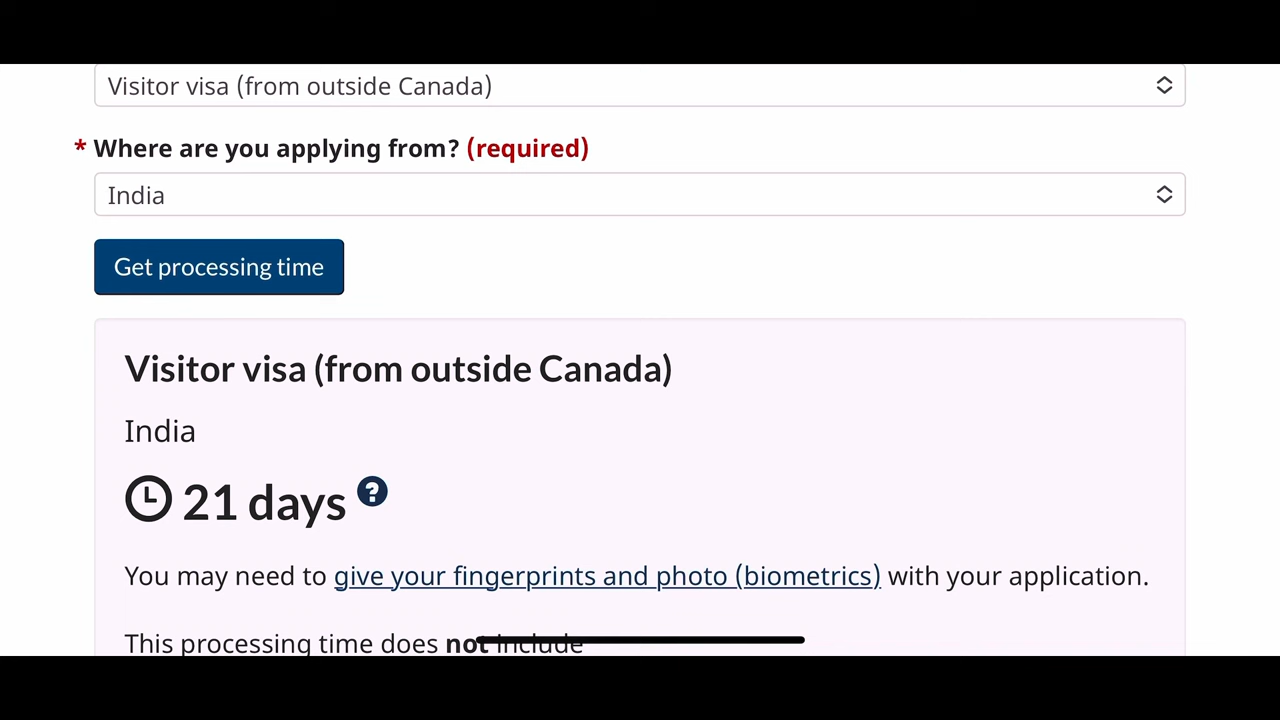 Visitor visa (from outside Canada)
* Where are you applying from? (required)
India
Get processing time
Visitor visa (from outside Canada)
India
21 days ?
You may need to give your fingerprints and photo (biometrics) with your application.
This processing time does not include